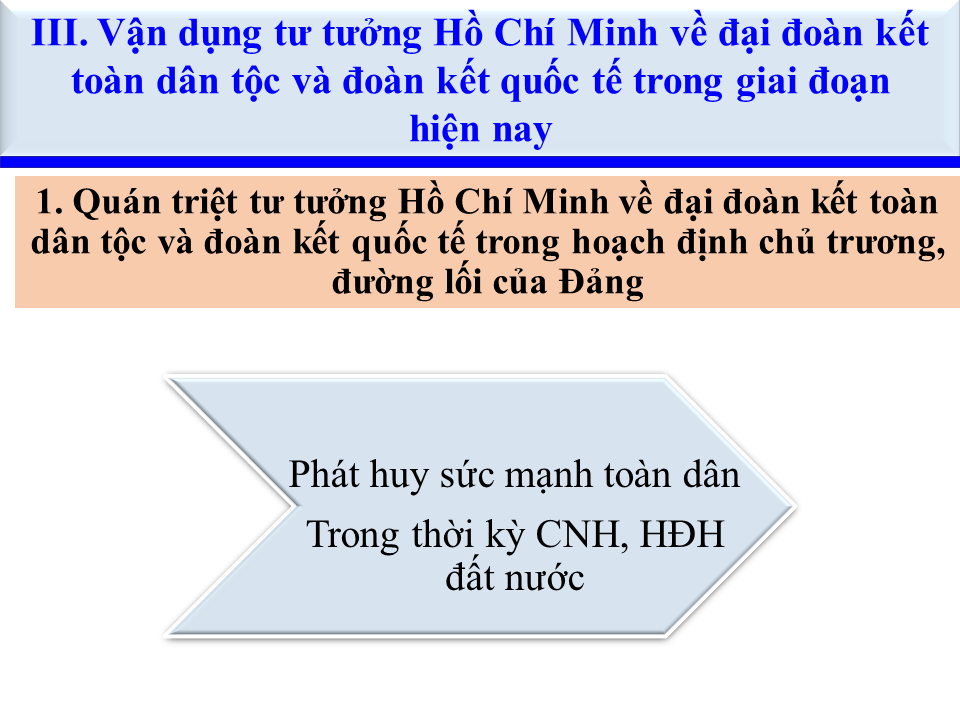 III. Vận dụng tư tưởng Hồ Chí Minh về đại đoàn kết
toàn dân tộc và đoàn kết quốc tế trong giai đoạn
hiện nay
1. Quán triệt tư tưởng Hồ Chí Minh về đại đoàn kết toàn
dân tộc và đoàn kết quốc tế trong hoạch định chủ trương,
đường lối của Đảng
Phát huy sức mạnh toàn dân
Trong thời kỳ CNH, HĐH
đất nước